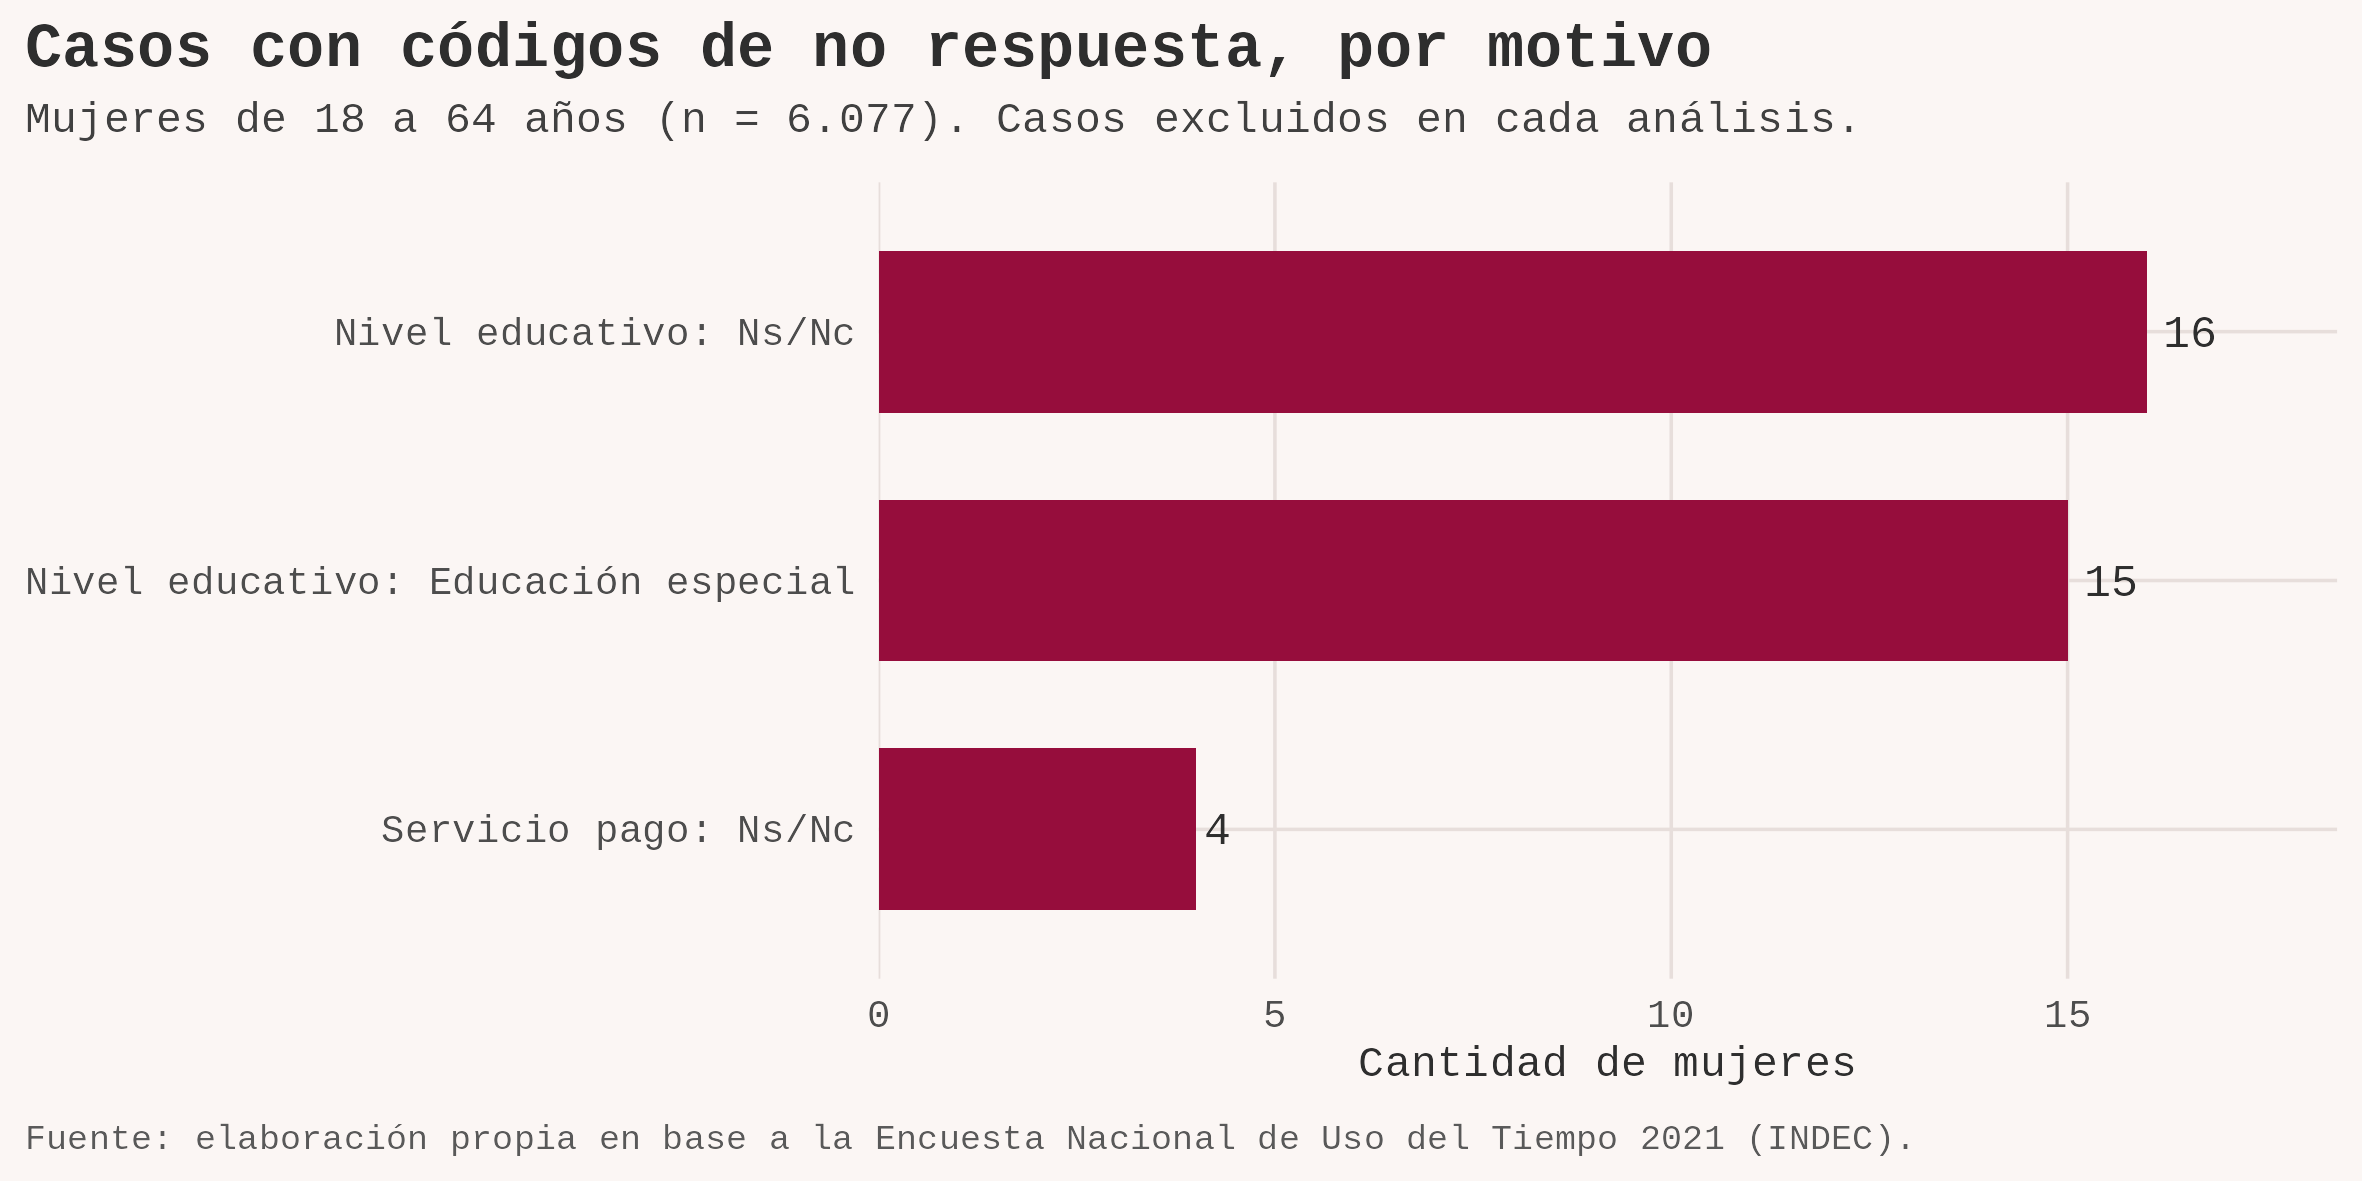 Casos con códigos de no respuesta, por motivo
Mujeres de 18 a 64 años (n = 6.077). Casos excluidos en cada análisis.
Nivel educativo: Ns/Nc
16
Nivel educativo: Educación especial
15
Servicio pago: Ns/Nc
4
0
5
10
15
Cantidad de mujeres
Fuente: elaboración propia en base a la Encuesta Nacional de Uso del Tiempo 2021 (INDEC).